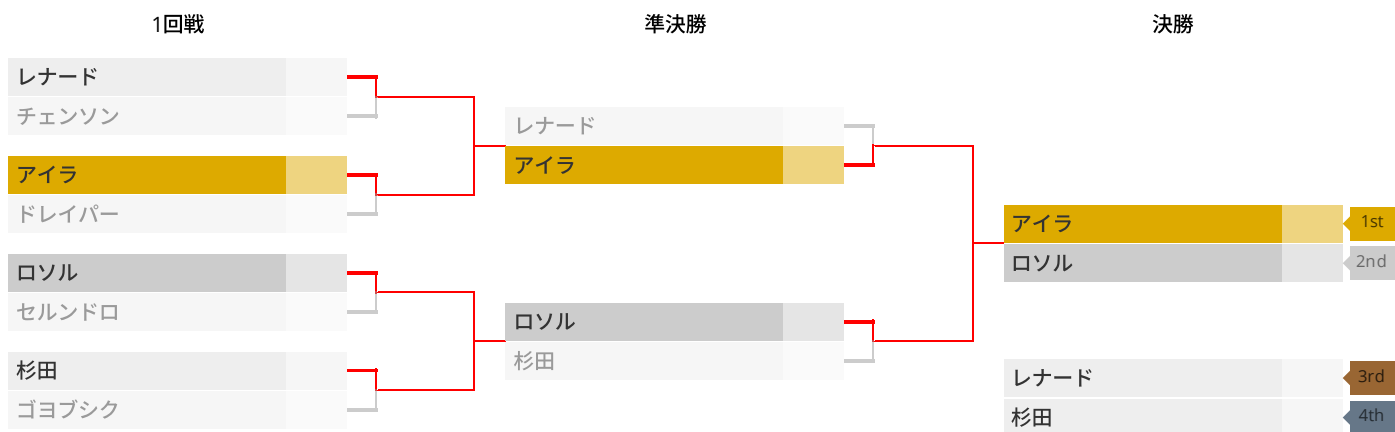 1回戦
準決勝
決勝
レナード
チェンソン
アイラ
ドレイパー
ロソル
セルンドロ
杉田
ゴヨブシク
レナード
アイラ
ロソル
杉田
アイラ 1st
ロソル 2nd
レナード 3rd
杉田 4th